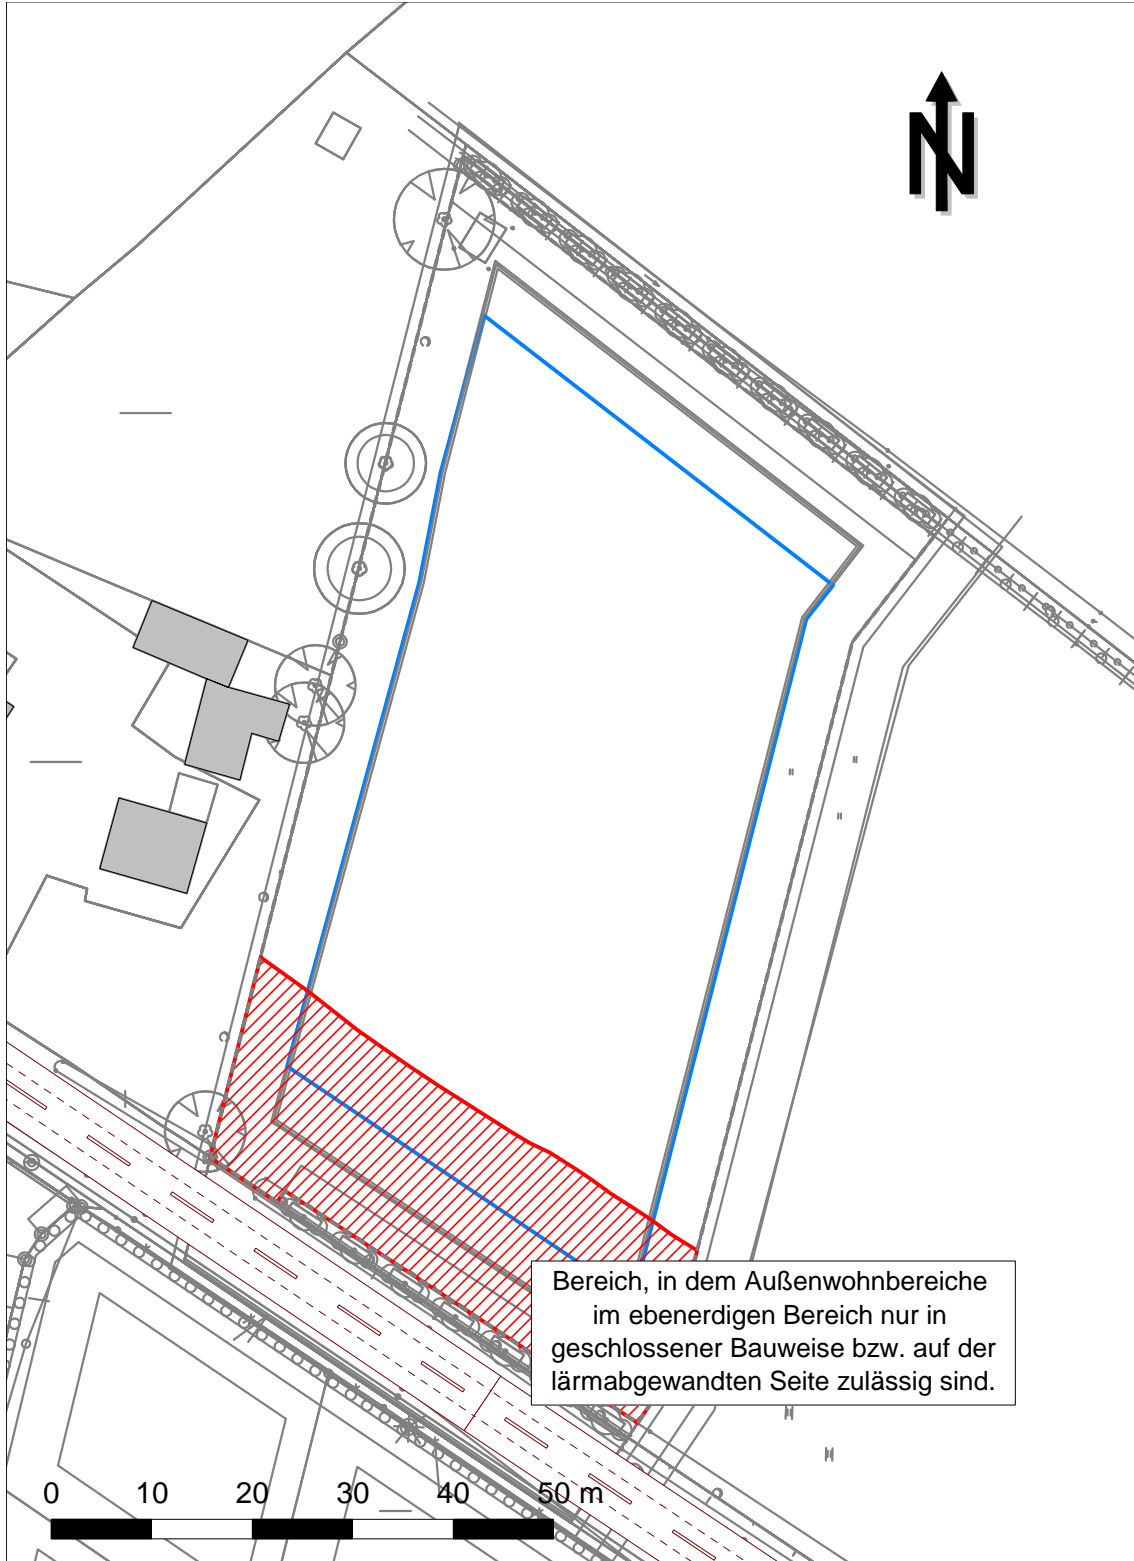 N
Bereich, in dem Außenwohnbereiche
im ebenerdigen Bereich nur in
geschlossener Bauweise bzw. auf der
lärmabgewandten Seite zulässig sind.
0 10 20 30 40 50 m